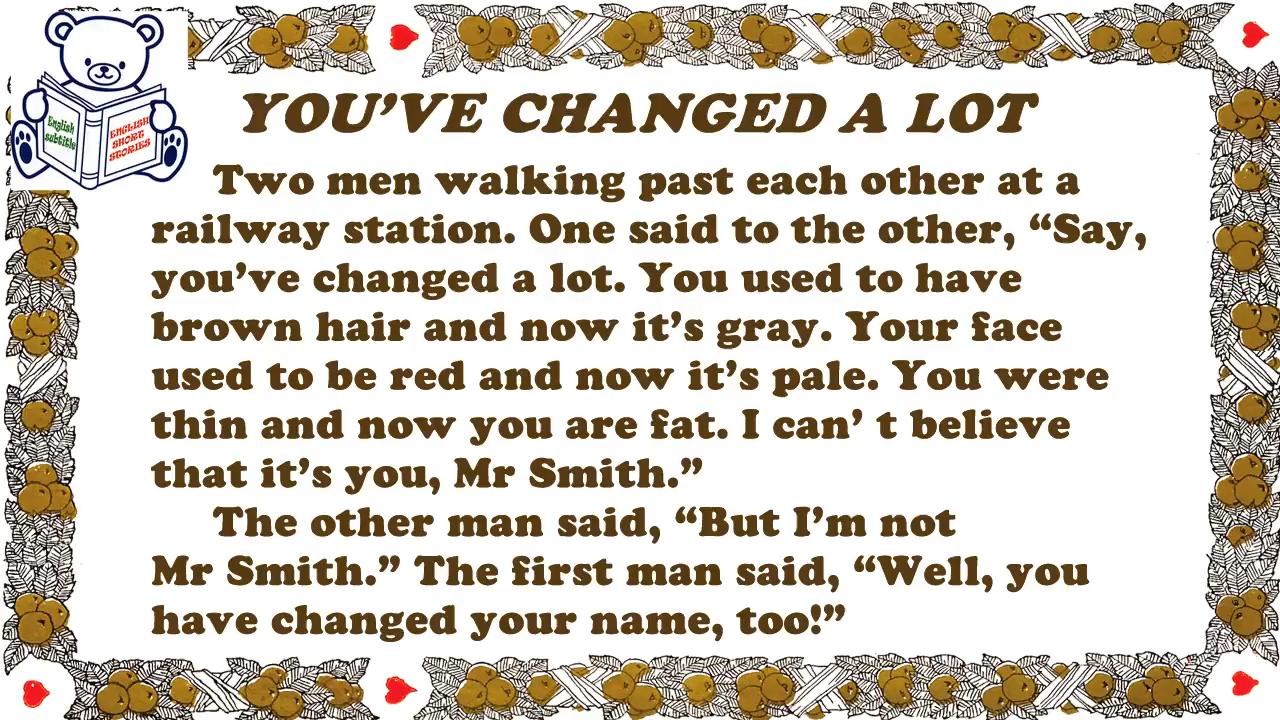 English
subtitle
ENGLISH
SHORT
STORIES
YOU’VE CHANGED A LOT
Two men walking past each other at a
railway station. One said to the other, “Say,
you’ve changed a lot. You used to have
brown hair and now it’s gray. Your face
used to be red and now it’s pale. You were
thin and now you are fat. I can’ t believe
that it’s you, Mr Smith.”
The other man said, “But I’m not
Mr Smith.” The first man said, “Well, you
have changed your name, too!”